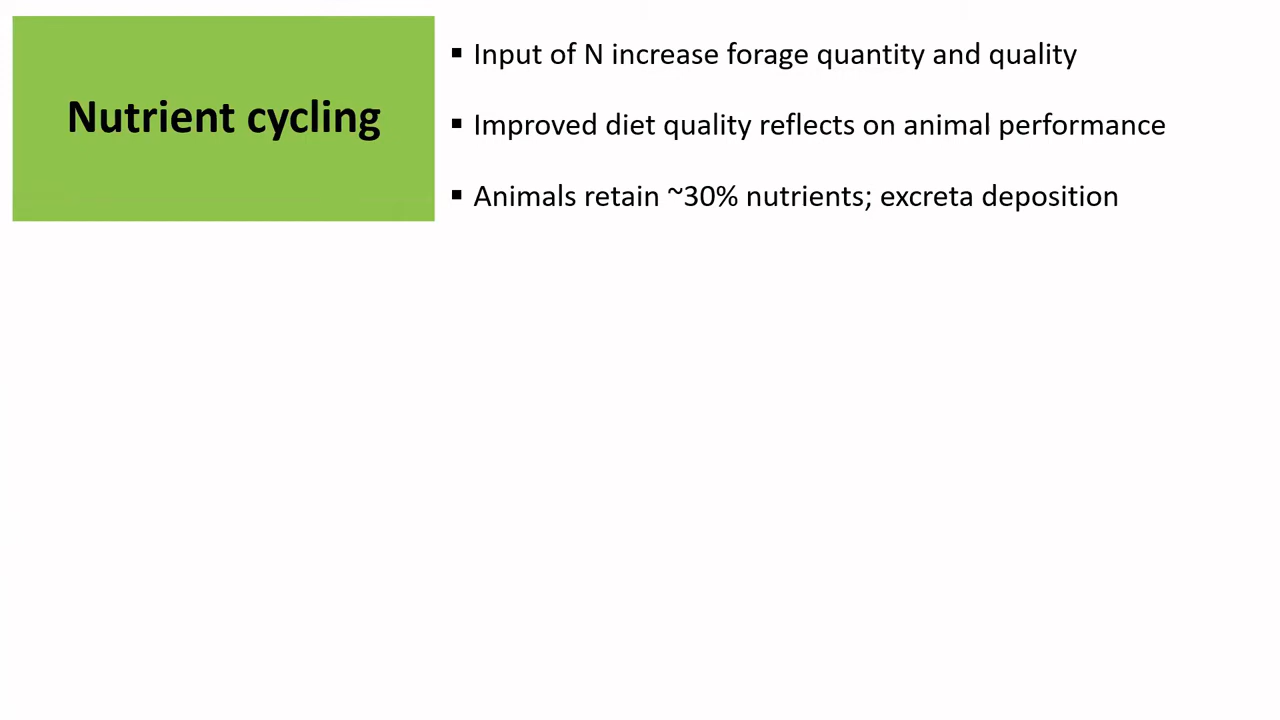 Nutrient cycling
▪ Input of N increase forage quantity and quality
▪ Improved diet quality reflects on animal performance
▪ Animals retain ~30% nutrients; excreta deposition